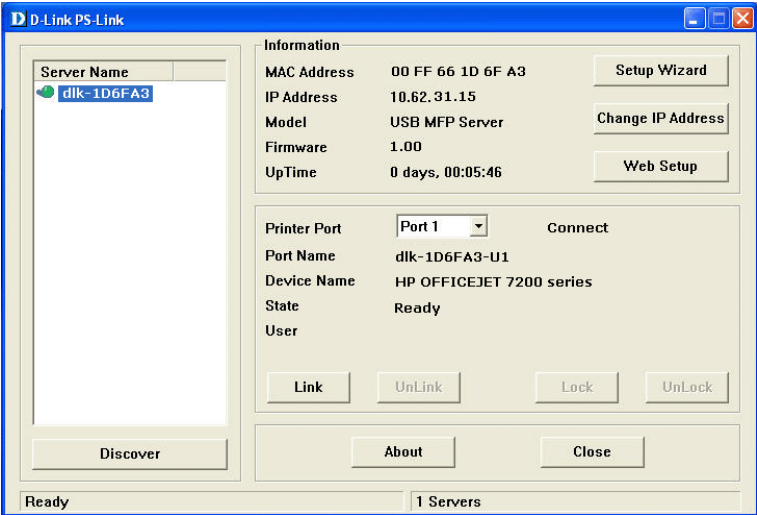 D-Link PS-Link
Server Name
dlk-1D6FA3
Discover
Information
MAC Address 00 FF 66 1D 6F A3
IP Address 10.62.31.15
Model USB MFP Server
Firmware 1.00
UpTime 0 days, 00:05:46
Setup Wizard
Change IP Address
Web Setup
Printer Port Port 1 Connect
Port Name dlk-1D6FA3-U1
Device Name HP OFFICEJET 7200 series
State Ready
User
Link UnLink Lock UnLock
About Close
Ready 1 Servers